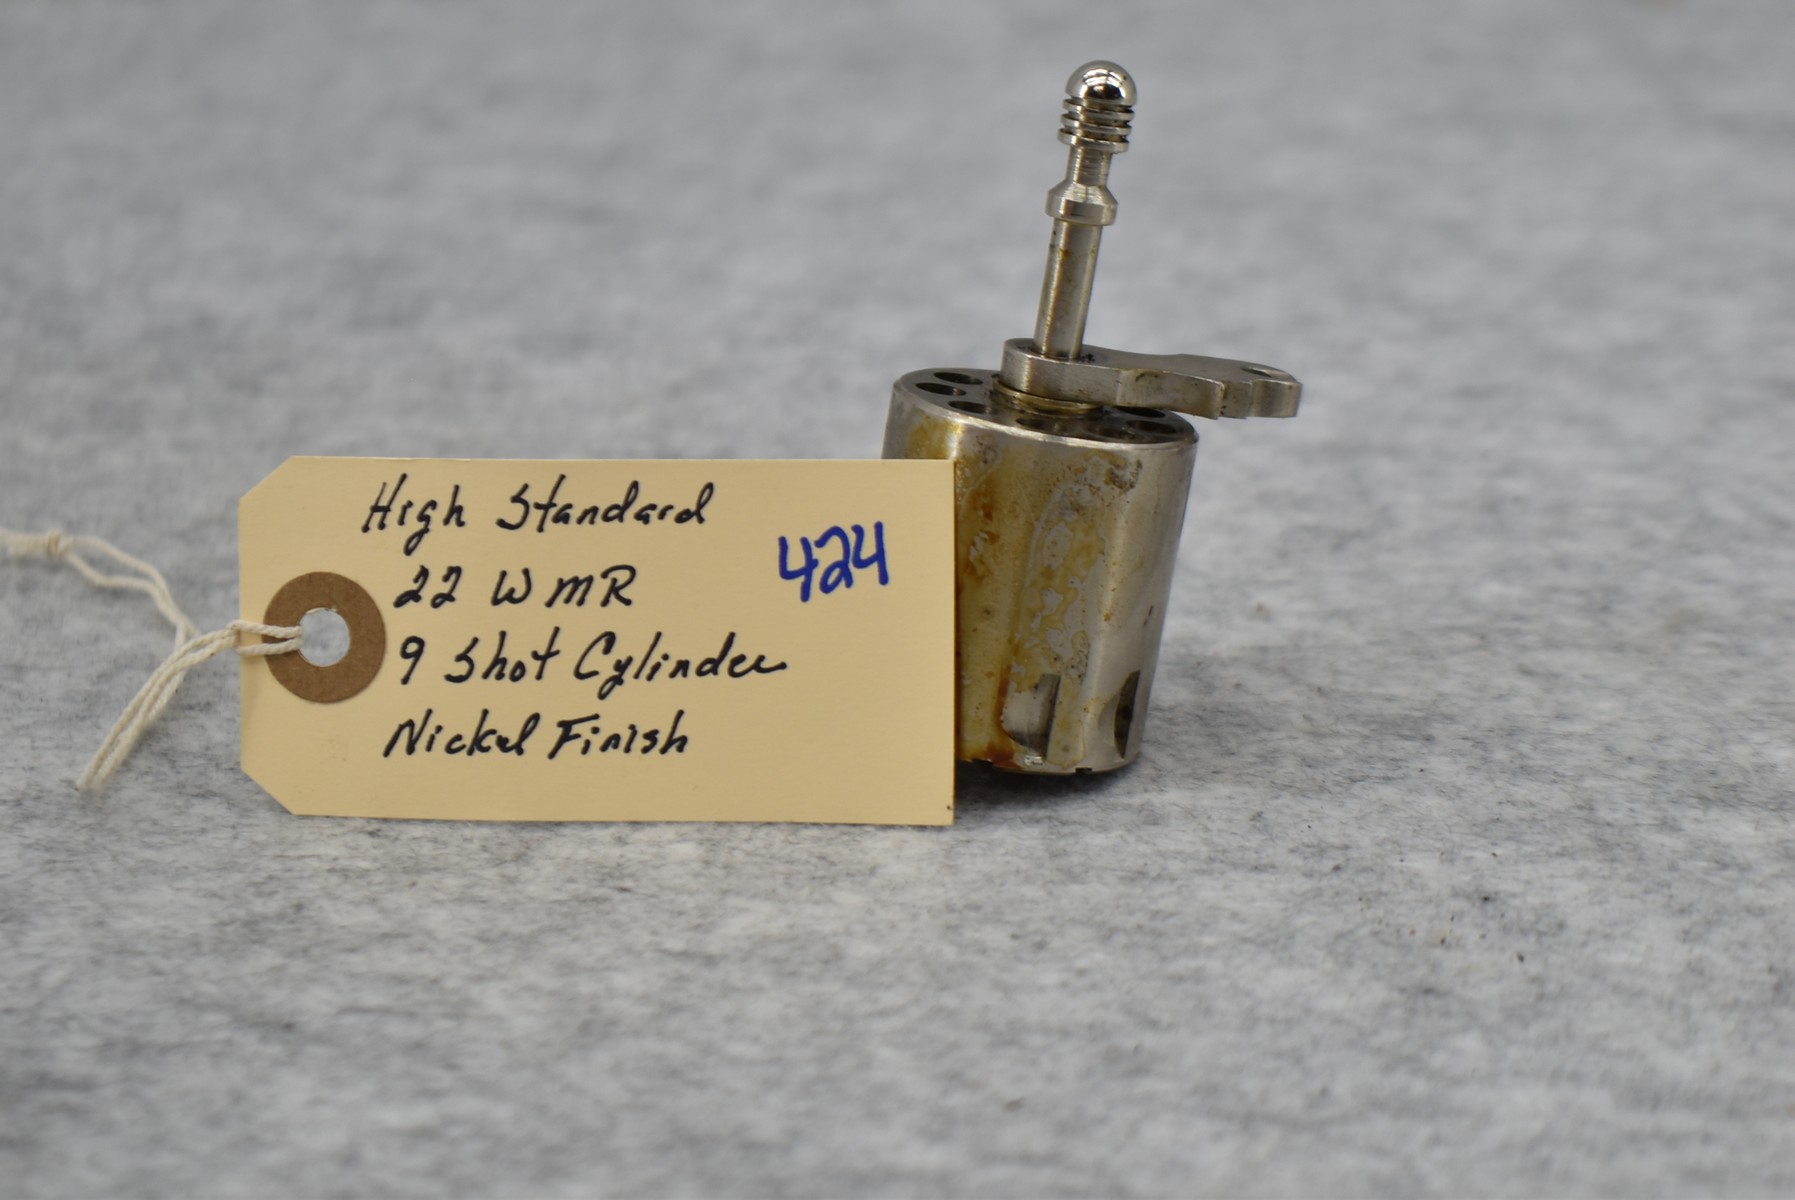 High Standard
22 WMR
424
9 Shot Cylinder
Nickel Finish